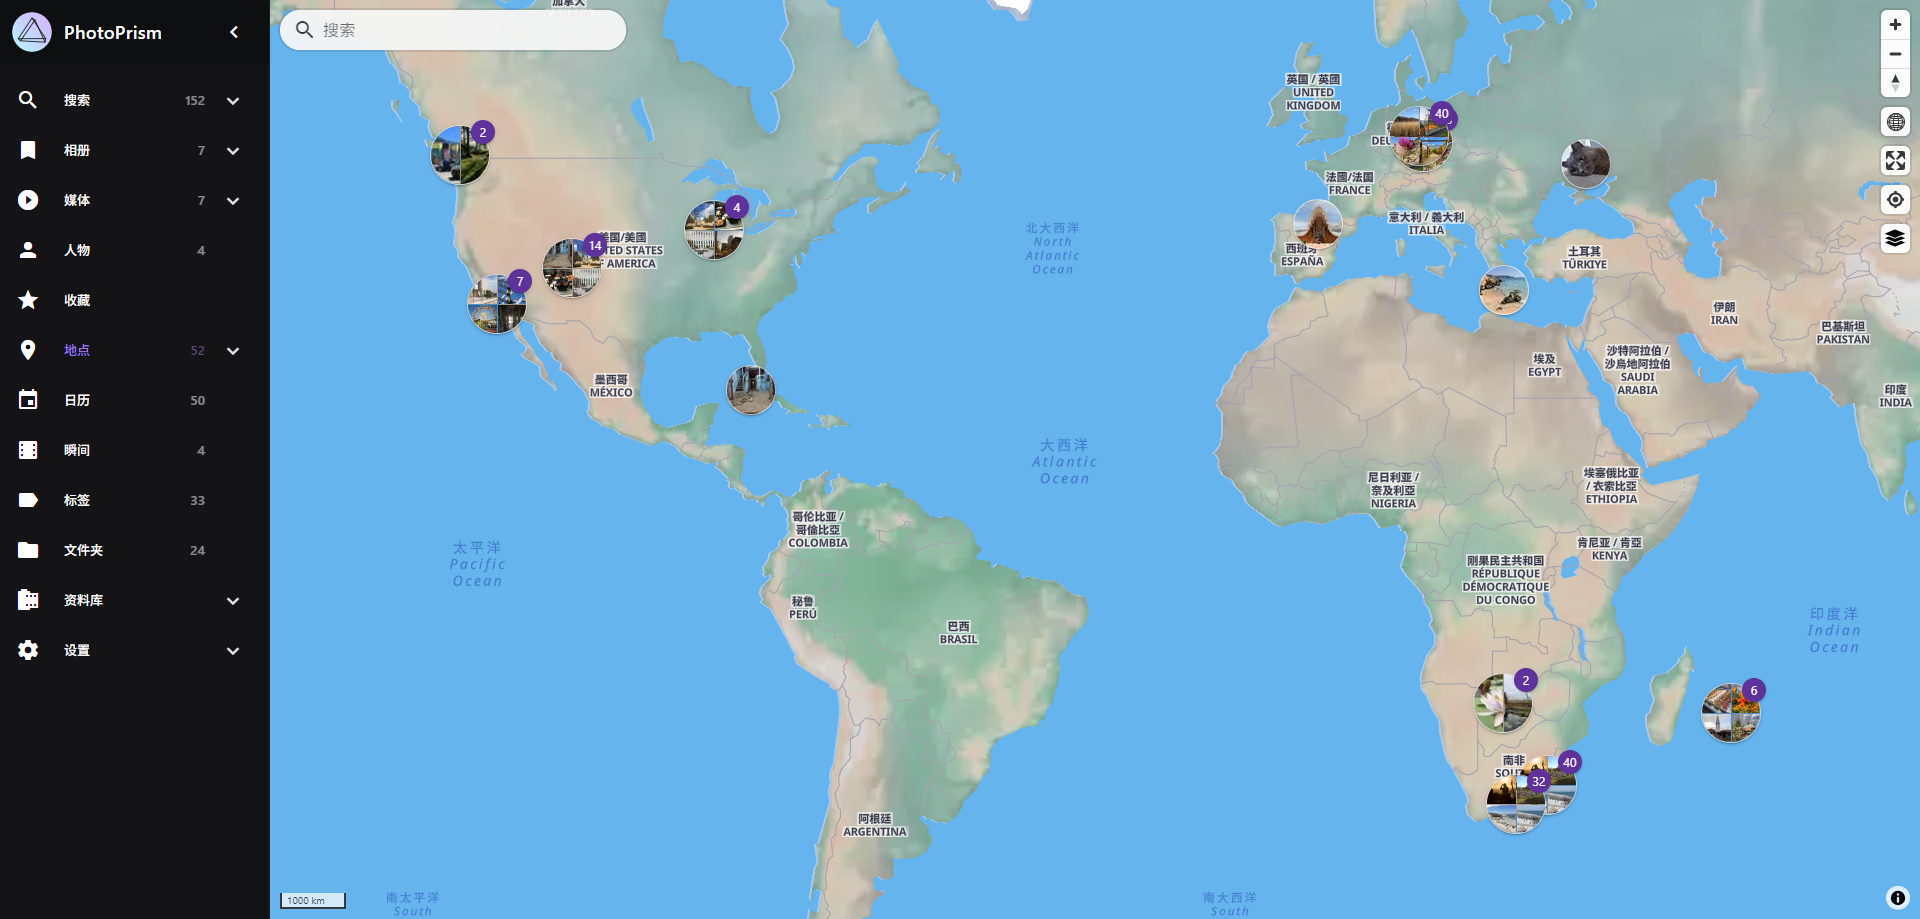 PhotoPrism
搜索 152
相册 7
媒体 7
人物 4
收藏
地点 52
日历 50
瞬间 4
标签 33
文件夹 24
资料库
设置
搜索
加拿大
英国 / 英國
UNITED
KINGDOM
40
DEU
法國/法国
FRANCE
意大利 / 義大利
ITALIA
西班牙
ESPAÑA
土耳其
TÜRKIYE
伊朗
IRAN
巴基斯坦
PAKISTAN
印度
INDIA
沙特阿拉伯 /
沙烏地阿拉伯
SAUDI
ARABIA
埃及
EGYPT
2
4
14
7
美国/美國
ED STATES
F AMERICA
墨西哥
MÉXICO
北大西洋
North
Atlantic
Ocean
大西洋
Atlantic
Ocean
尼日利亚 /
奈及利亞
NIGERIA
埃塞俄比亚
/ 衣索比亞
ETHIOPIA
肯尼亚 / 肯亞
KENYA
刚果民主共和国
RÉPUBLIQUE
DÉMOCRATIQUE
DU CONGO
哥伦比亚 /
哥倫比亞
COLOMBIA
太平洋
Pacific
Ocean
秘鲁
PERÚ
巴西
BRASIL
印度洋
Indian
Ocean
2
6
南非
SOUT
40
32
阿根廷
ARGENTINA
1000 km
南太平洋
South
南大西洋
South